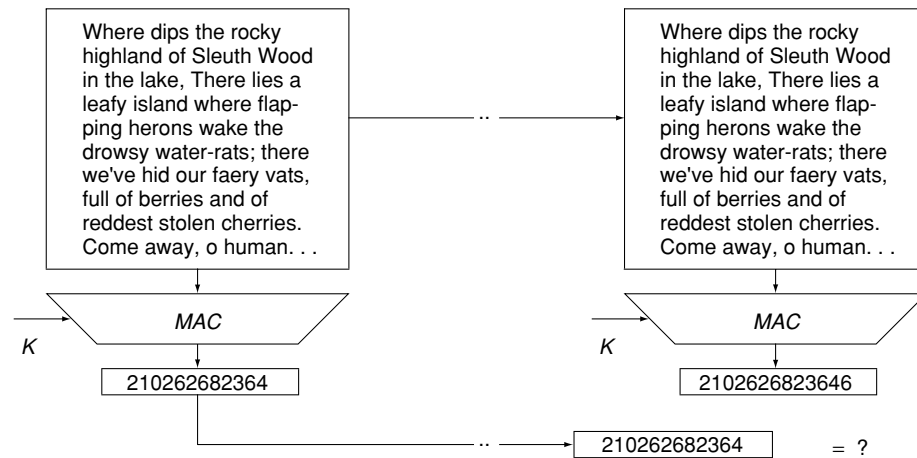 Where dips the rocky
highland of Sleuth Wood
in the lake, There lies a
leafy island where flap-
ping herons wake the
drowsy water-rats; there
we've hid our faery vats,
full of berries and of
reddest stolen cherries.
Come away, o human. . .
Where dips the rocky
highland of Sleuth Wood
in the lake, There lies a
leafy island where flap-
ping herons wake the
drowsy water-rats; there
we've hid our faery vats,
full of berries and of
reddest stolen cherries.
Come away, o human. . .
..
K
MAC
K
MAC
210262682364
2102626823646
..
210262682364
= ?